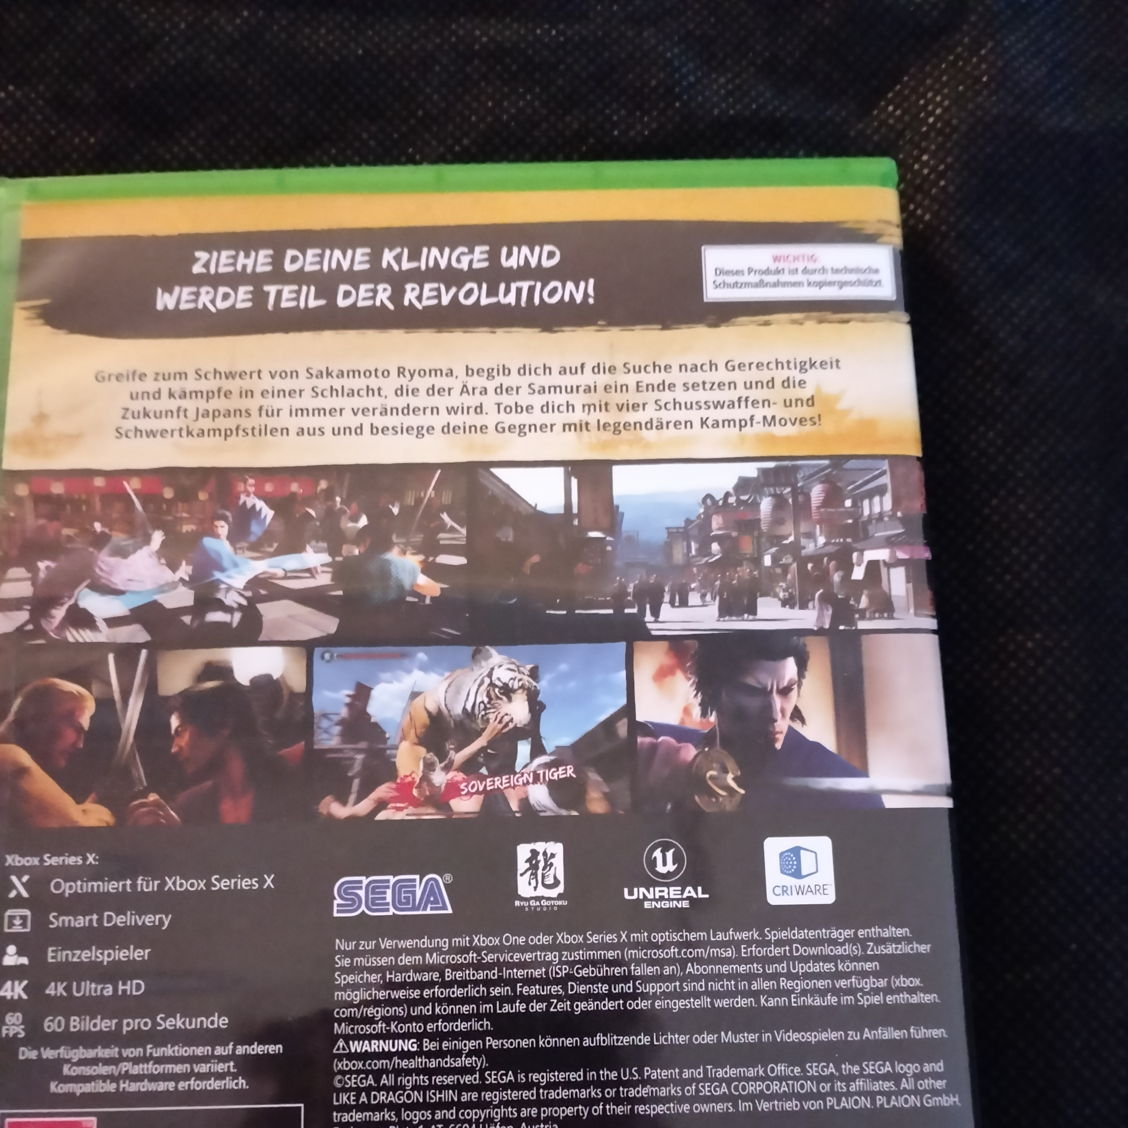 ZIEHE DEINE KLINGE UND
WERDE TEIL DER REVOLUTION!
WICHTIG:
Dieses Produkt ist durch technische
Schutzmaßnahmen kopiergeschützt
Greife zum Schwert von Sakamoto Ryoma, begib dich auf die Suche nach Gerechtigkeit
und kämpfe in einer Schlacht, die der Ära der Samurai ein Ende setzen und die
Zukunft Japans für immer verändern wird. Tobe dich mit vier Schusswaffen- und
Schwertkampfstilen aus und besiege deine Gegner mit legendären Kampf-Moves!
SOVEREIGN TIGER
Xbox Series X:
Optimiert für Xbox Series X
Smart Delivery
Einzelspieler
4K 4K Ultra HD
60 FPS 60 Bilder pro Sekunde
Die Verfügbarkeit von Funktionen auf anderen
Konsolen/Plattformen variiert.
Kompatible Hardware erforderlich.
SEGA®
龍
RYU GA GOTOKU
STUDIO
UNREAL
ENGINE
CRIWARE
Nur zur Verwendung mit Xbox One oder Xbox Series X mit optischem Laufwerk. Spieldatenträger enthalten.
Sie müssen dem Microsoft-Servicevertrag zustimmen (microsoft.com/msa). Erfordert Download(s). Zusätzlicher
Speicher, Hardware, Breitband-Internet (ISP-Gebühren fallen an), Abonnements und Updates können
möglicherweise erforderlich sein. Features, Dienste und Support sind nicht in allen Regionen verfügbar (xbox.
com/regions) und können im Laufe der Zeit geändert oder eingestellt werden. Kann Einkäufe im Spiel enthalten.
Microsoft-Konto erforderlich.
⚠WARNUNG: Bei einigen Personen können aufblitzende Lichter oder Muster in Videospielen zu Anfällen führen.
(xbox.com/healthandsafety).
©SEGA. All rights reserved. SEGA is registered in the U.S. Patent and Trademark Office. SEGA, the SEGA logo and
LIKE A DRAGON ISHIN are registered trademarks or trademarks of SEGA CORPORATION or its affiliates. All other
trademarks, logos and copyrights are property of their respective owners. Im Vertrieb von PLAION. PLAION GmbH.
Austria